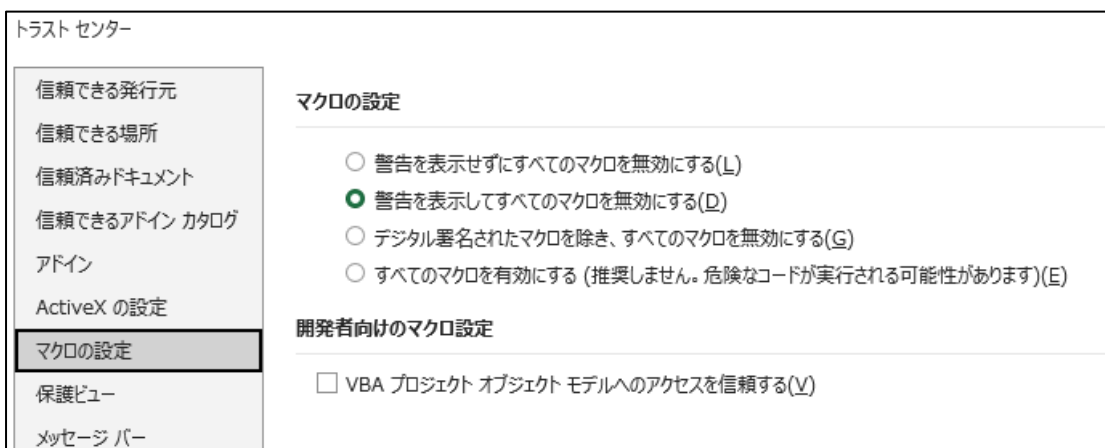 トラスト センター
信頼できる発行元
信頼できる場所
信頼済みドキュメント
信頼できるアドイン カタログ
アドイン
ActiveX の設定
マクロの設定
保護ビュー
メッセージ バー
マクロの設定
警告を表示せずにすべてのマクロを無効にする(L)
警告を表示してすべてのマクロを無効にする(D)
デジタル署名されたマクロを除き、すべてのマクロを無効にする(G)
すべてのマクロを有効にする (推奨しません。危険なコードが実行される可能性があります)(E)
開発者向けのマクロ設定
VBA プロジェクト オブジェクト モデルへのアクセスを信頼する(V)